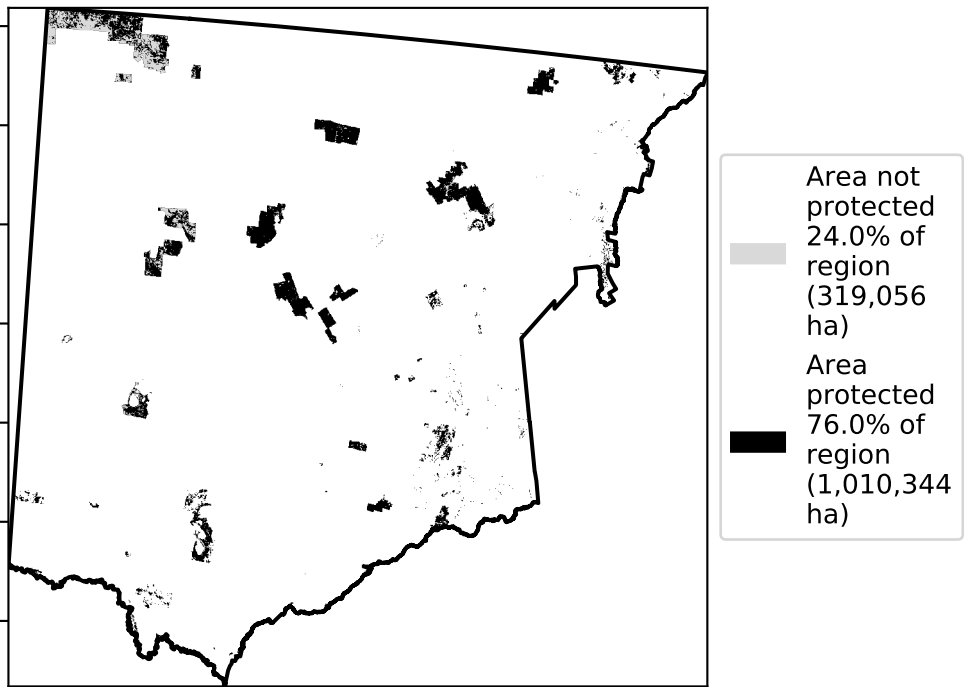 Area not
protected
24.0% of
region
(319,056
ha)
Area
protected
76.0% of
region
(1,010,344
ha)